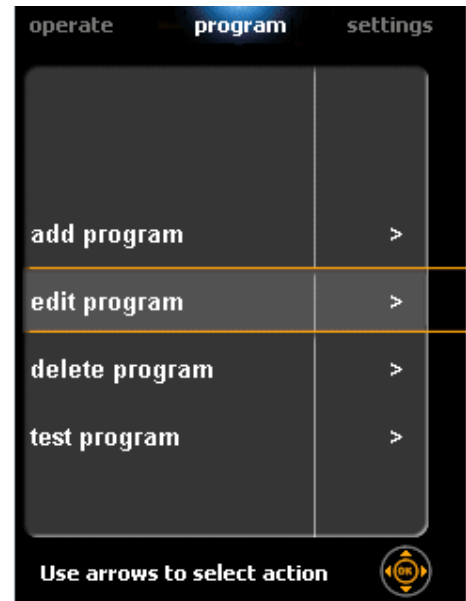 operate program settings
add program >
edit program >
delete program >
test program >
Use arrows to select action OK